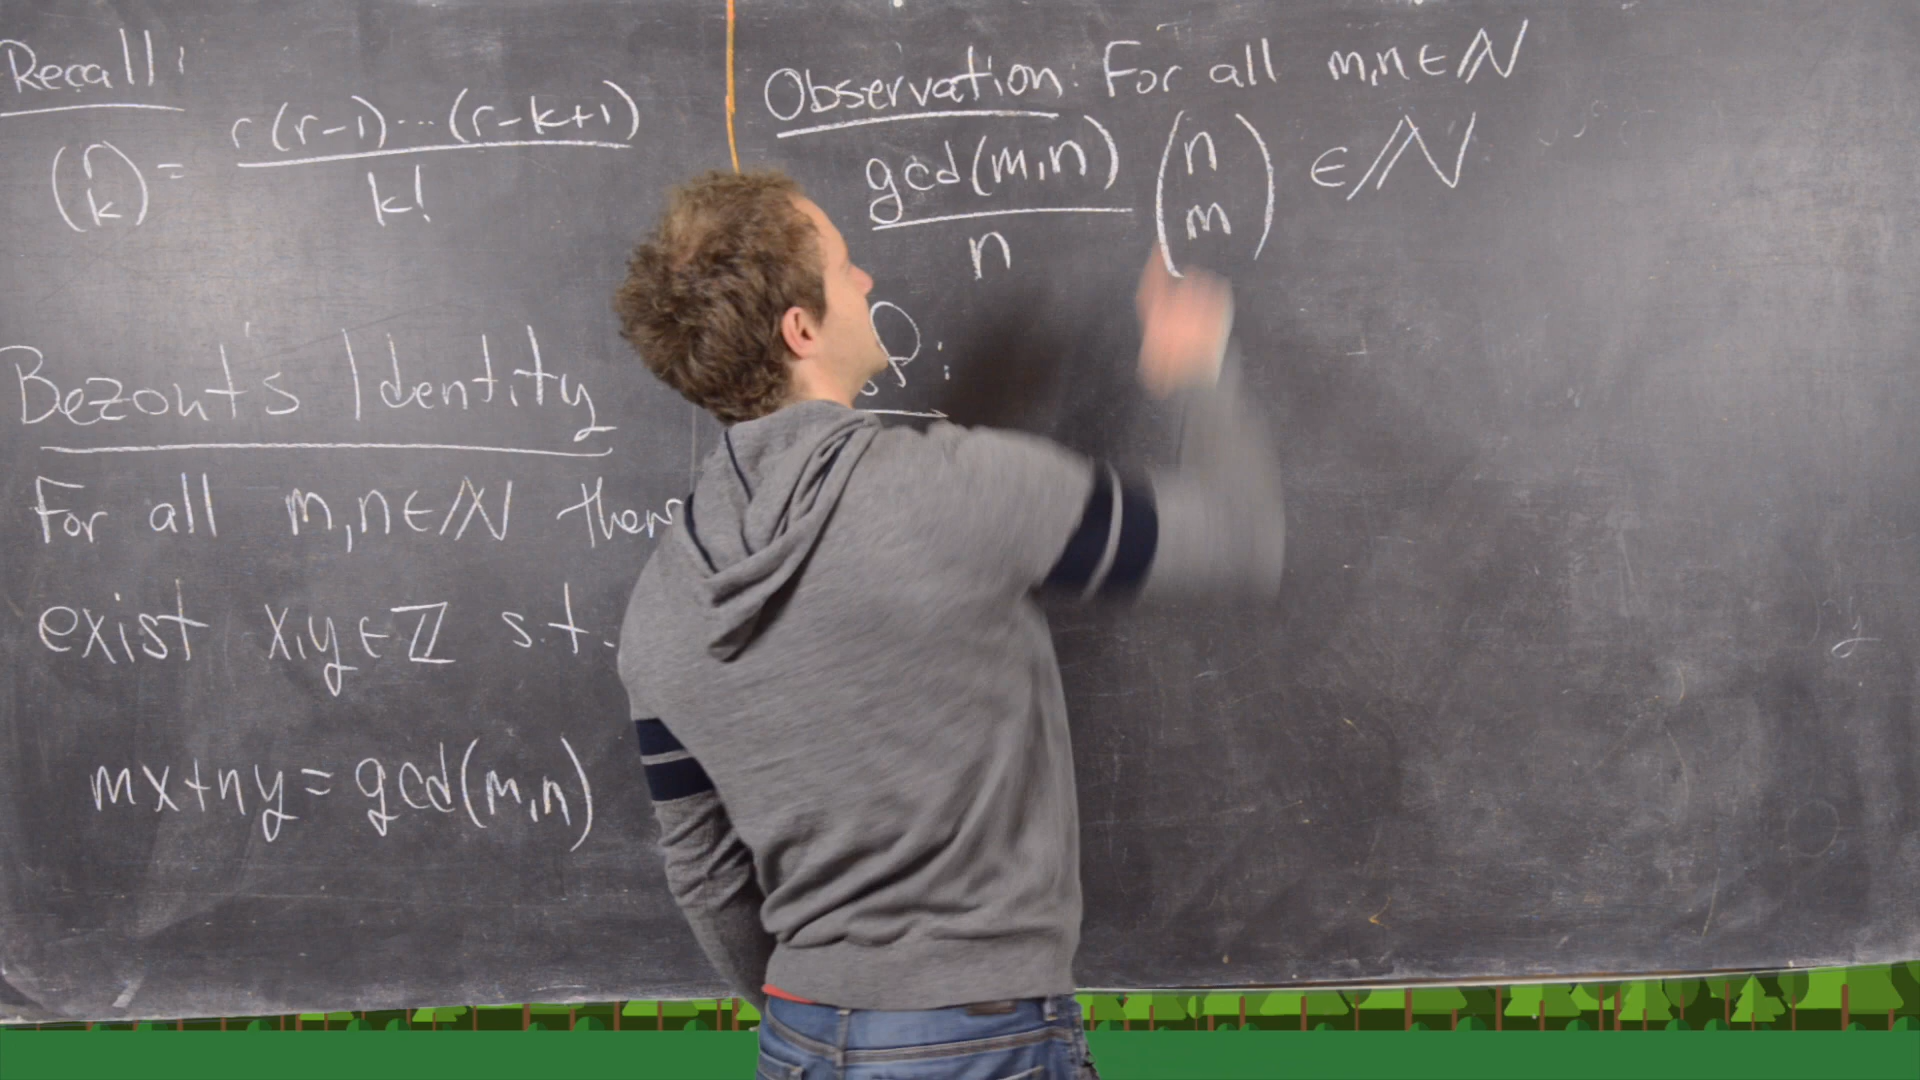 Recall:
(r k) = r(r-1)...(r-k+1) / k!
Bezout's Identity
For all m,n∈ℕ there
exist x,y∈ℤ s.t.
mx+ny=gcd(m,n)
Observation: For all m,n∈ℕ
gcd(m,n) / n (n m) ∈ℕ